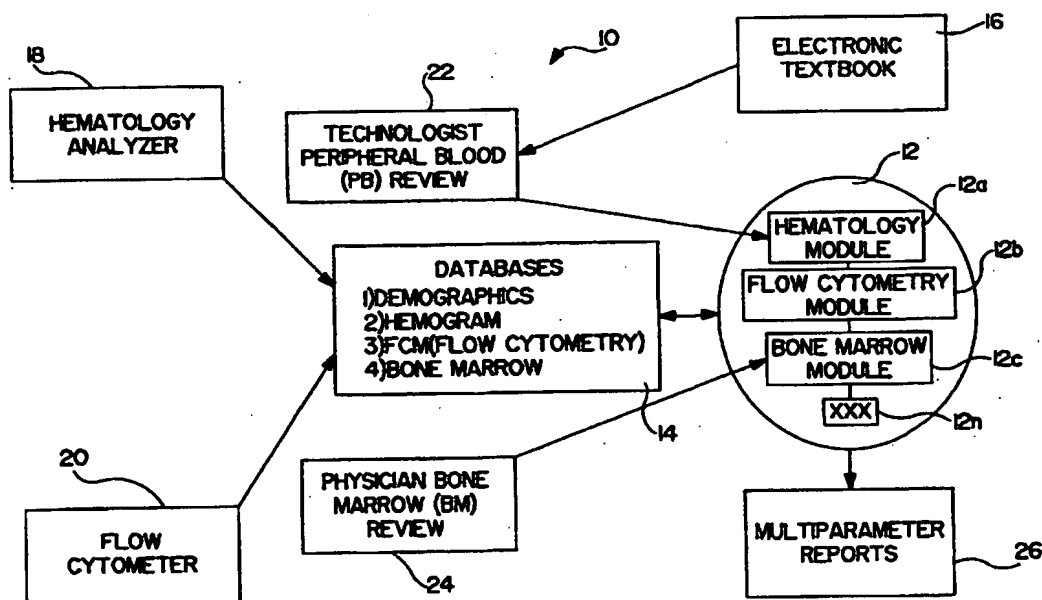 10
16
ELECTRONIC
TEXTBOOK
18
HEMATOLOGY
ANALYZER
22
TECHNOLOGIST
PERIPHERAL BLOOD
(PB) REVIEW
12
12a
HEMATOLOGY
MODULE
12b
FLOW CYTOMETRY
MODULE
BONE MARROW
MODULE
12c
XXX
12n
DATABASES
1)DEMOGRAPHICS
2)HEMOGRAM
3)FCM(FLOW CYTOMETRY)
4)BONE MARROW
14
20
FLOW
CYTOMETER
PHYSICIAN BONE
MARROW (BM)
REVIEW
24
MULTIPARAMETER
REPORTS
26